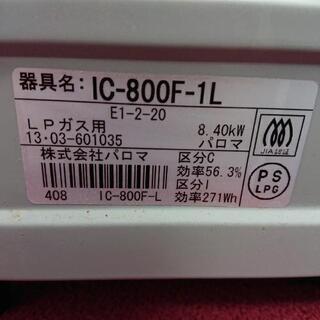 器具名: IC-800F-1L
E1-2-20
LPガス用 8.40kW
13・03-601035 パロマ
株式会社パロマ 区分C
効率56.3%
区分I
408 IC-800F-L 効率271Wh
JIA認証
PS
LPG